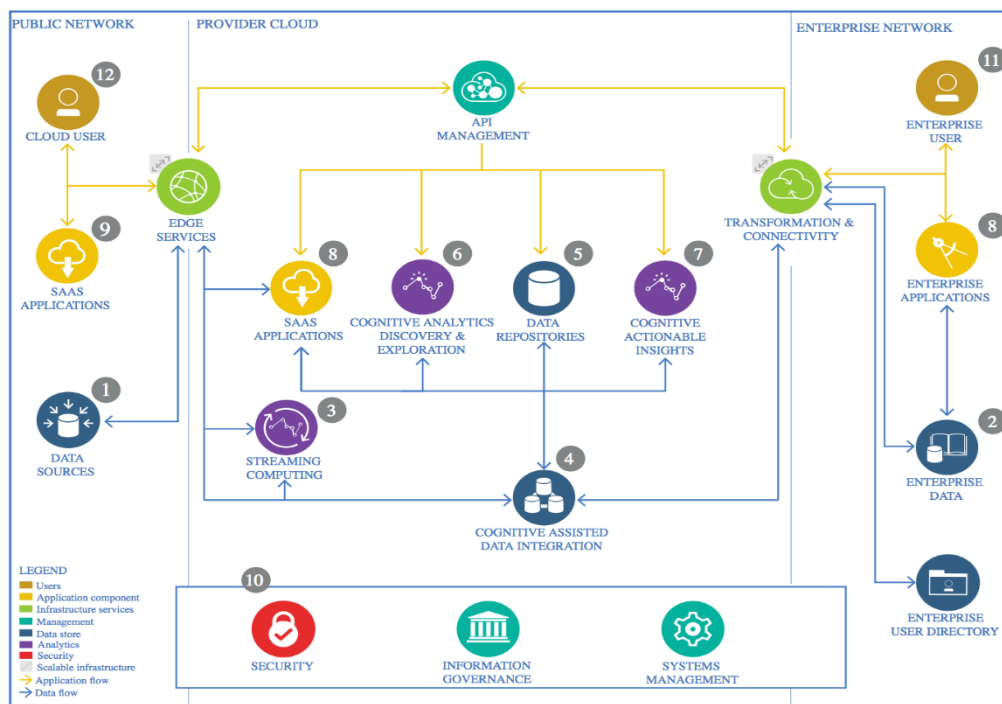 PUBLIC NETWORK
PROVIDER CLOUD
ENTERPRISE NETWORK
12
CLOUD USER
API
MANAGEMENT
11
ENTERPRISE
USER
EDGE
SERVICES
TRANSFORMATION &
CONNECTIVITY
9
SAAS
APPLICATIONS
8
SAAS
APPLICATIONS
6
COGNITIVE ANALYTICS
DISCOVERY &
EXPLORATION
5
DATA
REPOSITORIES
7
COGNITIVE
ACTIONABLE
INSIGHTS
8
ENTERPRISE
APPLICATIONS
1
DATA
SOURCES
3
STREAMING
COMPUTING
4
COGNITIVE ASSISTED
DATA INTEGRATION
2
ENTERPRISE
DATA
ENTERPRISE
USER DIRECTORY
LEGEND
Users
Application component
Infrastructure services
Management
Data store
Analytics
Security
Scalable infrastructure
Application flow
Data flow
10
SECURITY
INFORMATION
GOVERNANCE
SYSTEMS
MANAGEMENT